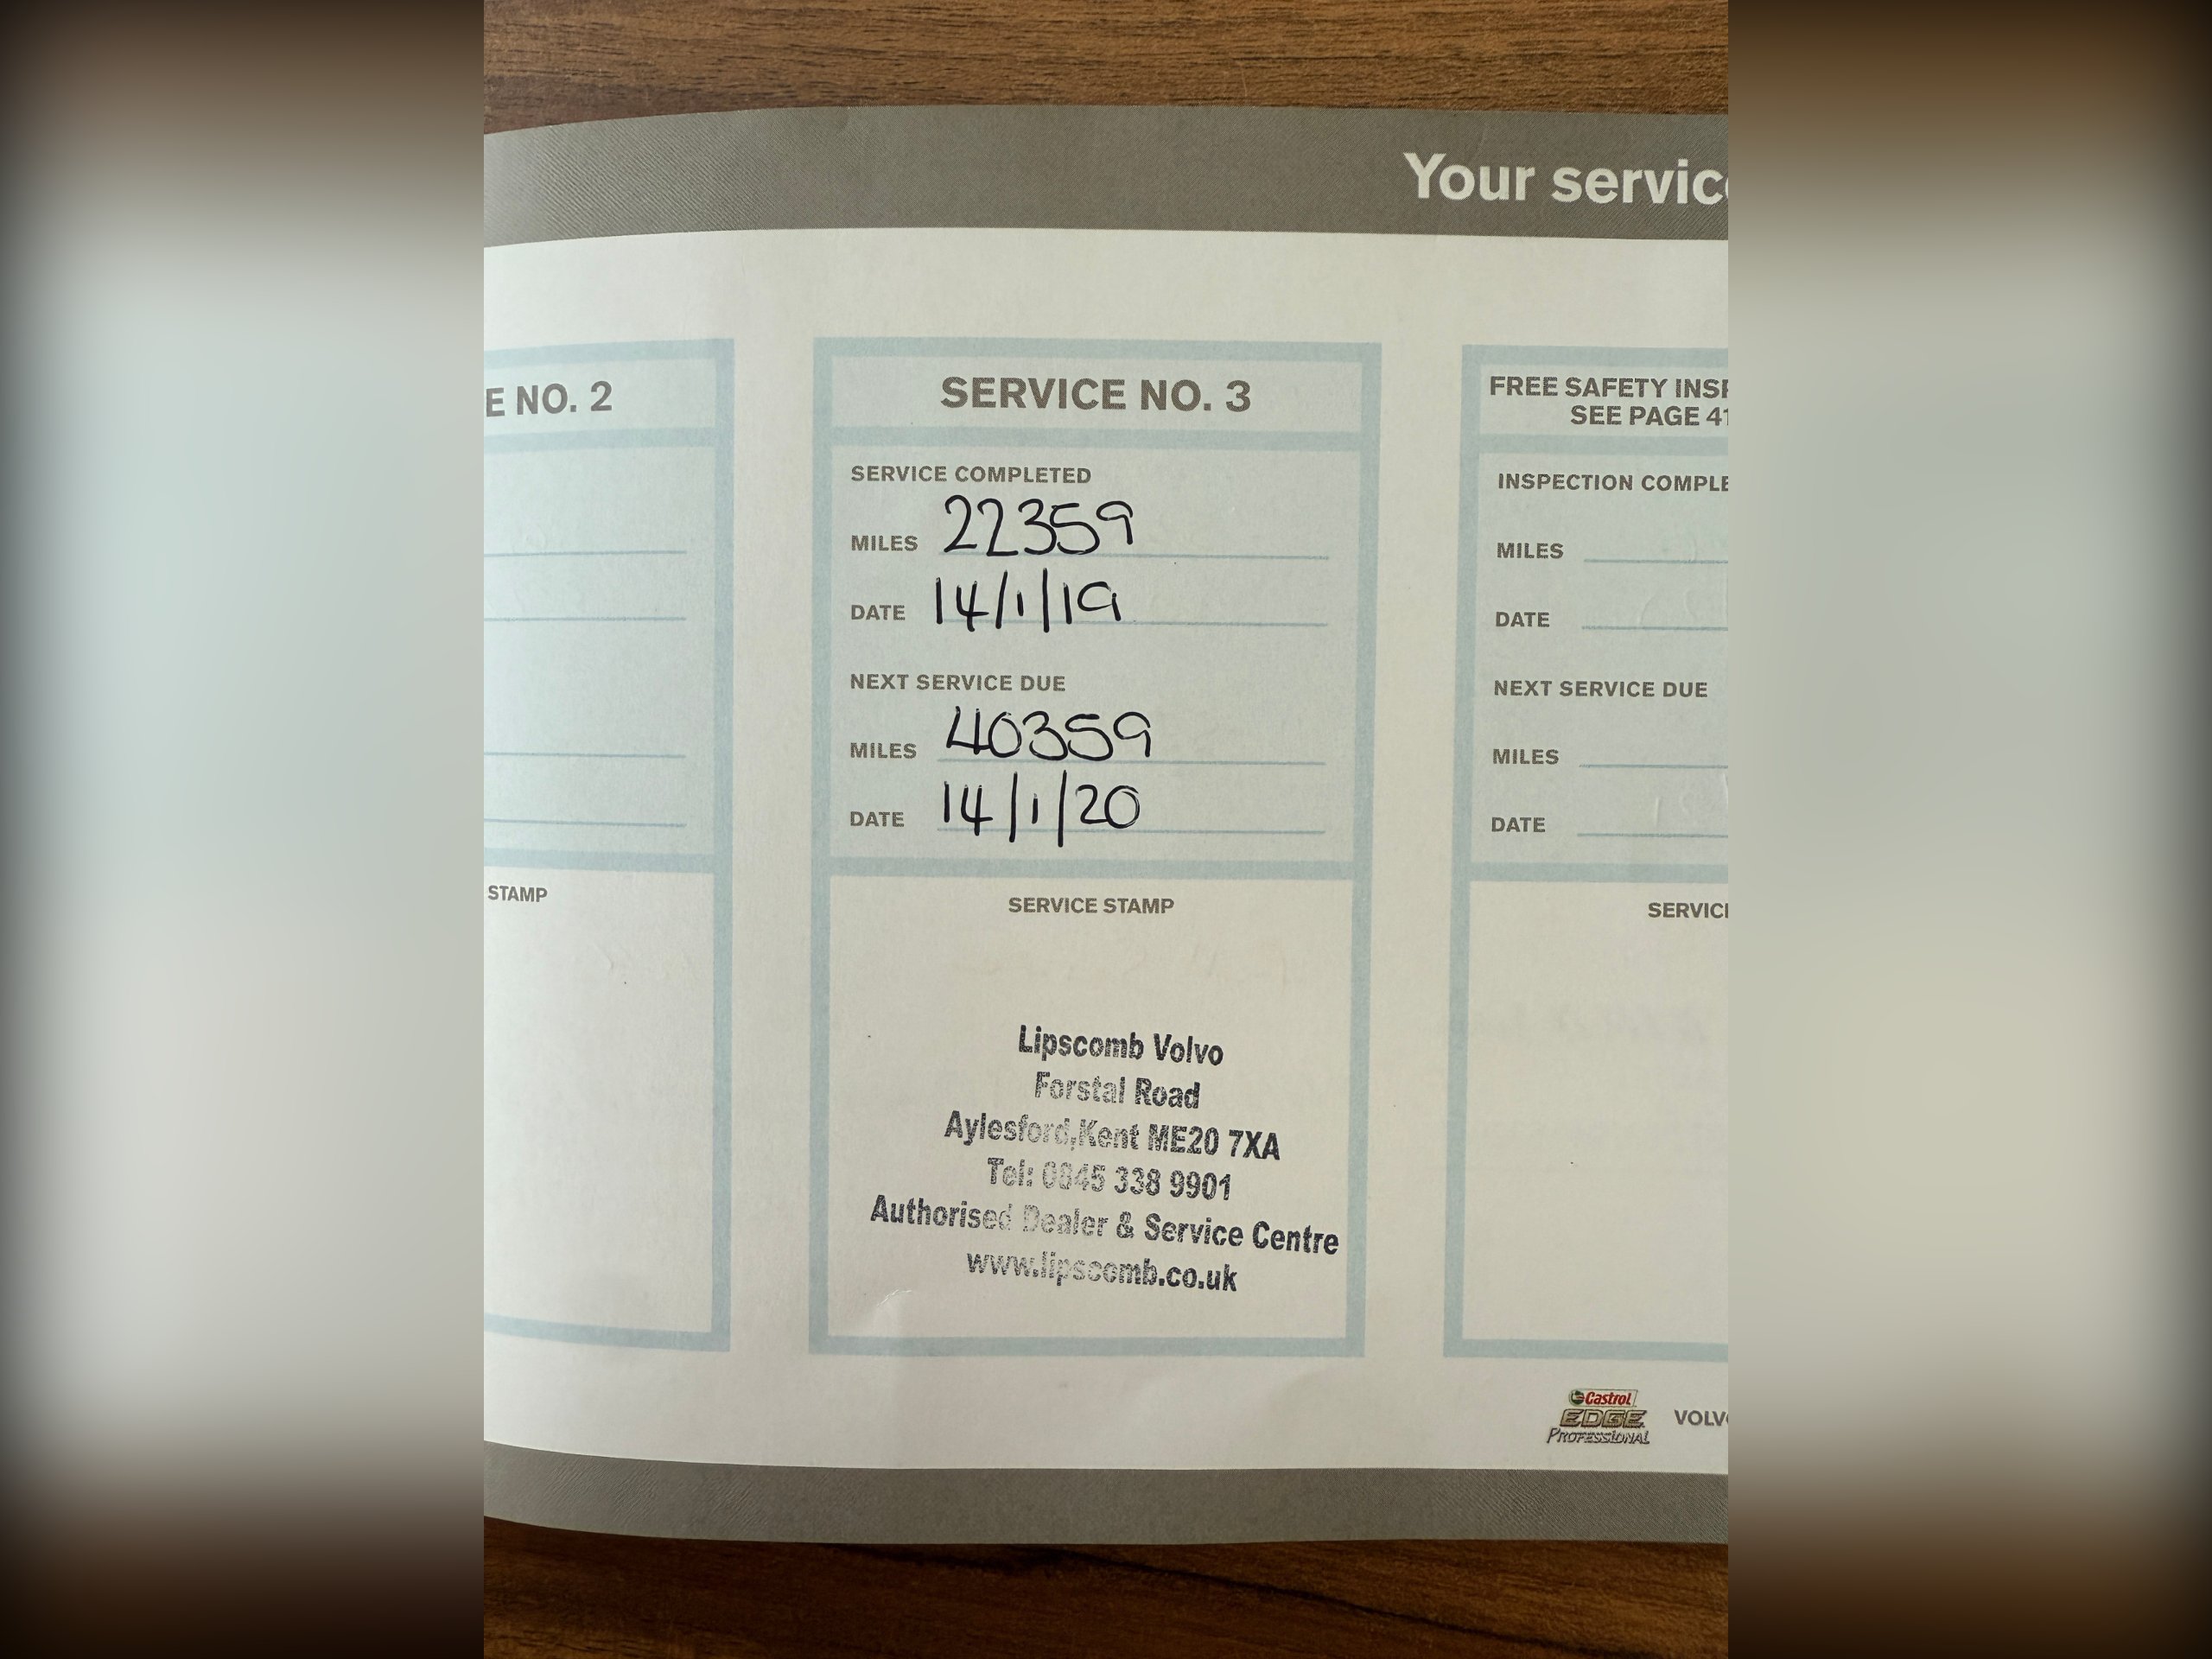 Your servic
E NO. 2
STAMP
SERVICE NO. 3
SERVICE COMPLETED
MILES 22359
DATE 14/1/19
NEXT SERVICE DUE
MILES 40359
DATE 14/1/20
SERVICE STAMP
Lipscomb Volvo
Forstal Road
Aylesford,Kent ME20 7XA
Tel: 0845 338 9901
Authorised Dealer & Service Centre
www.lipscomb.co.uk
FREE SAFETY INSP
SEE PAGE 41
INSPECTION COMPLE
MILES
DATE
NEXT SERVICE DUE
MILES
DATE
SERVIC
Castrol
EDGE
PROFESSIONAL
VOLV